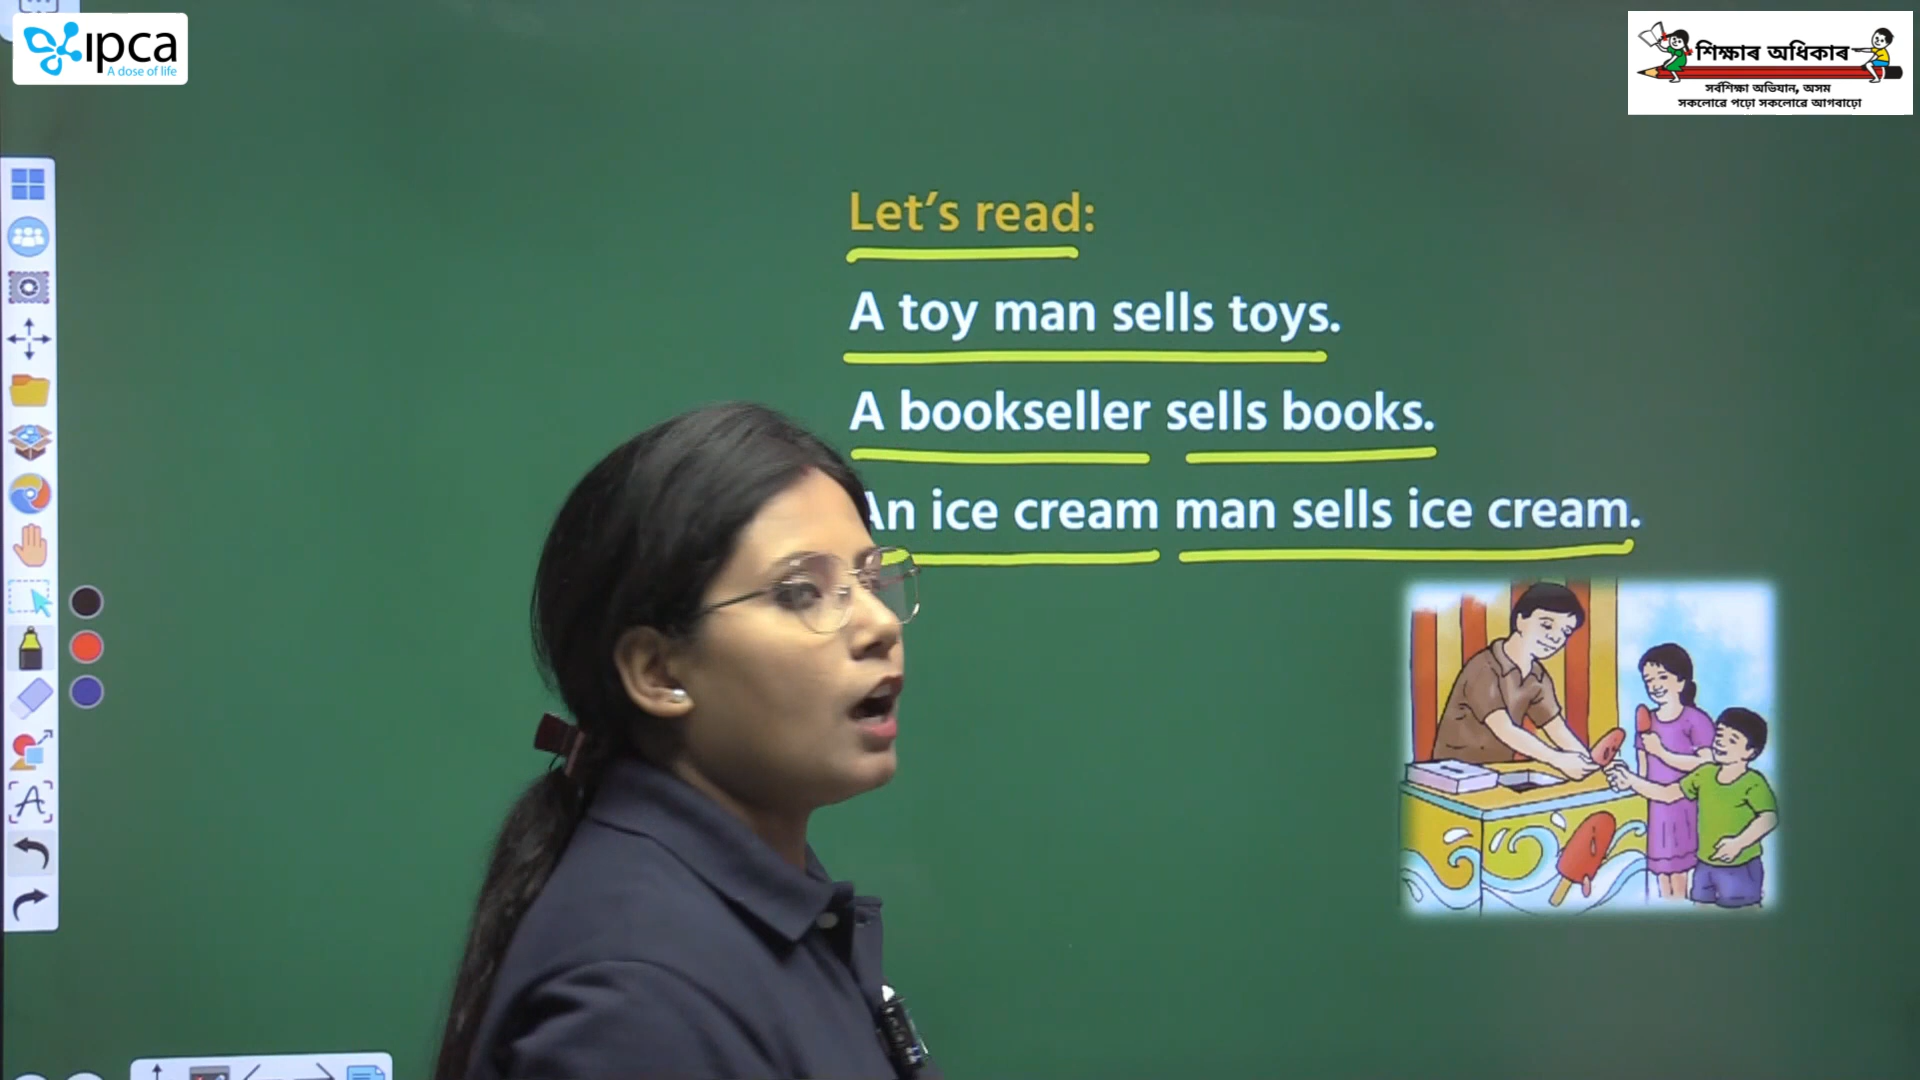 ipca
A dose of life
শিক্ষাৰ অধিকাৰ
সৰ্বশিক্ষা অভিযান, অসম
সকলোৱে পঢ়ো সকলোৱে আগবাঢ়ো
Let's read:
A toy man sells toys.
A bookseller sells books.
An ice cream man sells ice cream.